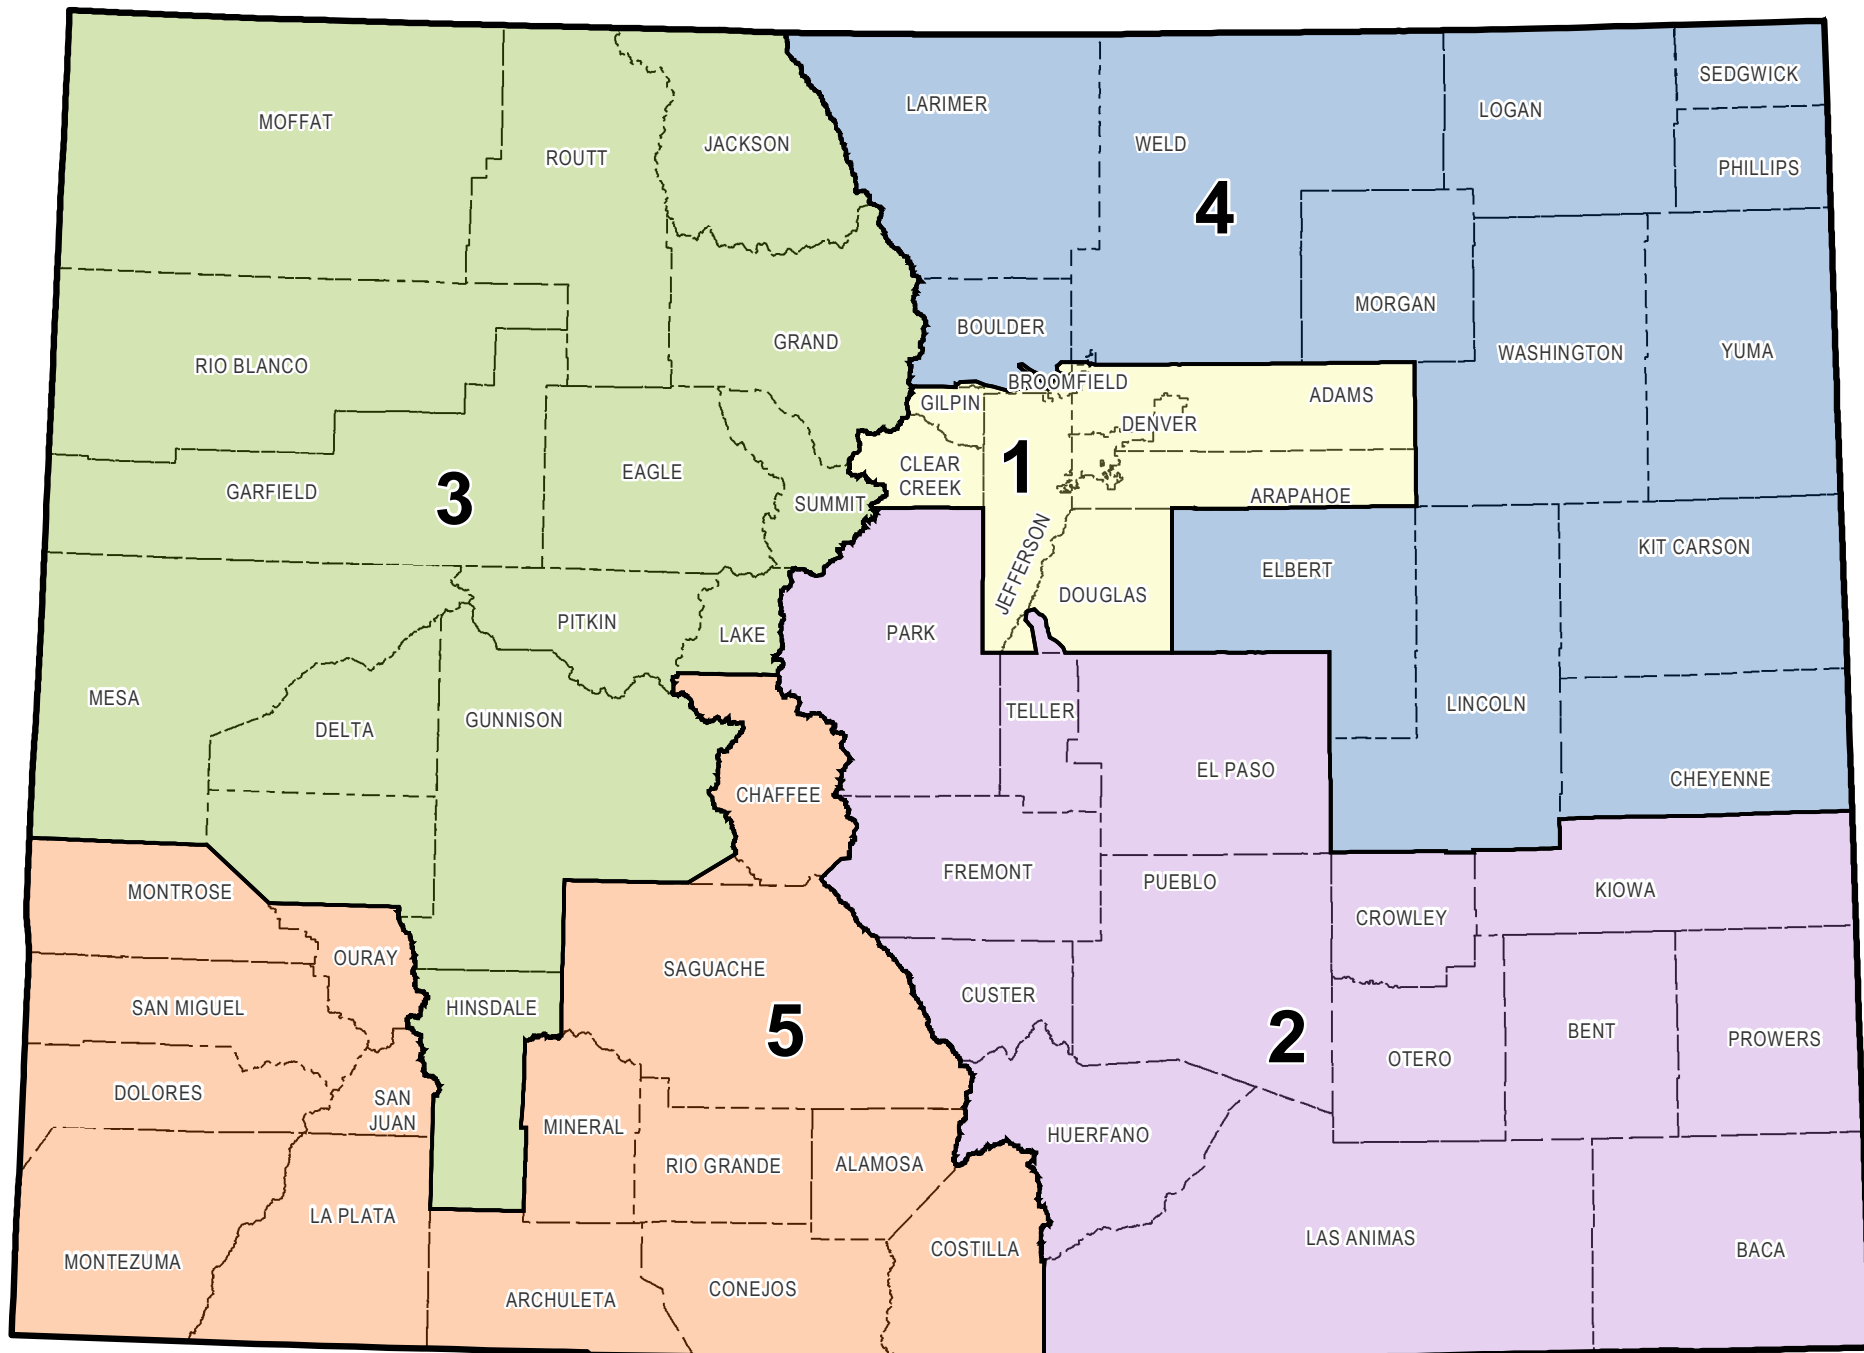 SEDGWICK
LARIMER
LOGAN
MOFFAT
JACKSON
WELD
ROUTT
PHILLIPS
4
MORGAN
BOULDER
GRAND
YUMA
WASHINGTON
RIO BLANCO
BROOMFIELD
ADAMS
GILPIN
DENVER
CLEAR
CREEK
1
EAGLE
GARFIELD
3
SUMMIT
ARAPAHOE
KIT CARSON
JEFFERSON
ELBERT
DOUGLAS
PITKIN
LAKE
PARK
MESA
LINCOLN
TELLER
GUNNISON
DELTA
EL PASO
CHEYENNE
CHAFFEE
FREMONT
PUEBLO
KIOWA
MONTROSE
CROWLEY
OURAY
SAGUACHE
CUSTER
SAN MIGUEL
HINSDALE
5
2
BENT
PROWERS
OTERO
DOLORES
SAN
JUAN
MINERAL
HUERFANO
RIO GRANDE
ALAMOSA
LA PLATA
LAS ANIMAS
COSTILLA
BACA
MONTEZUMA
CONEJOS
ARCHULETA